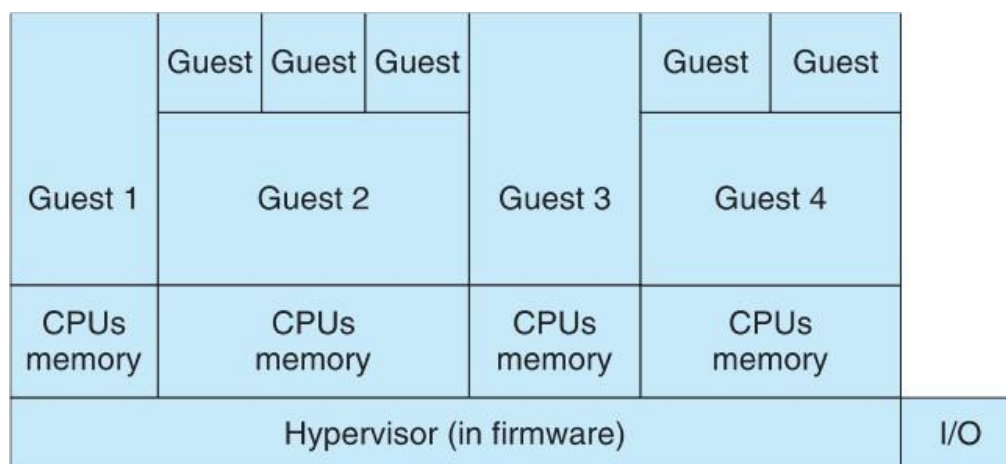 Guest Guest Guest Guest Guest
Guest 1 Guest 2 Guest 3 Guest 4
CPUs CPUs CPUs CPUs
memory memory memory memory
Hypervisor (in firmware) I/O